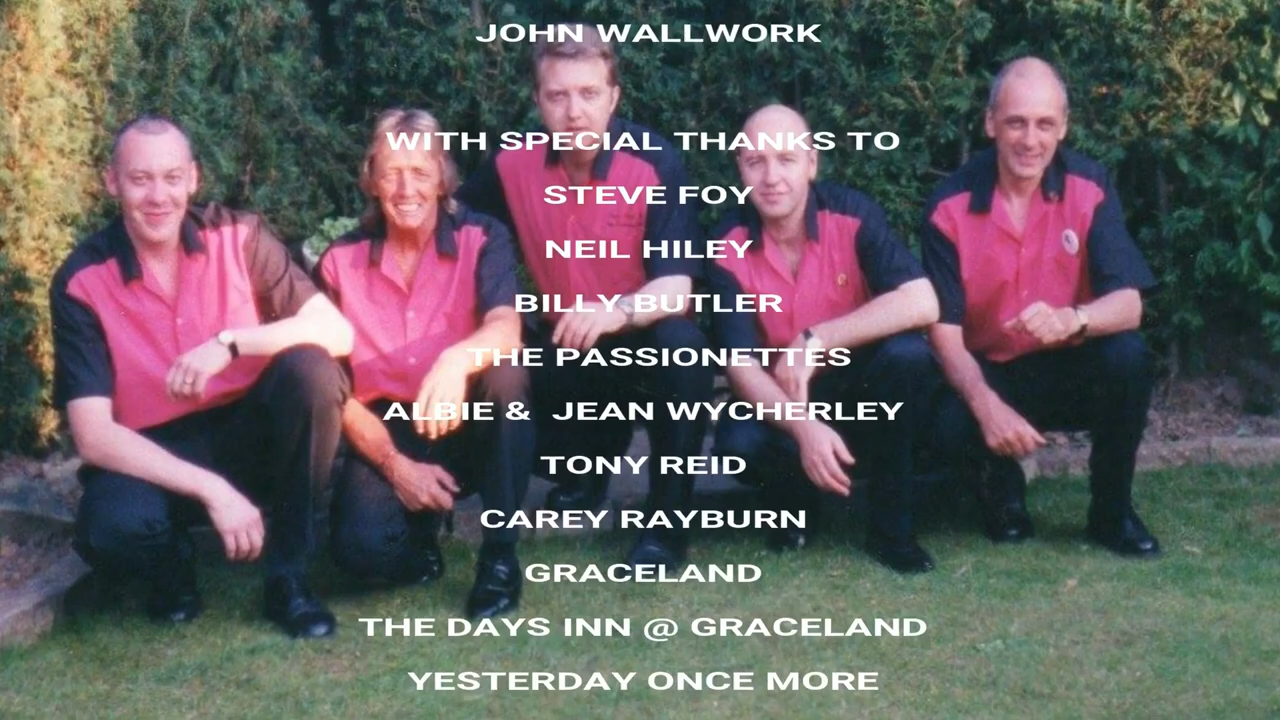 JOHN WALLWORK
WITH SPECIAL THANKS TO
STEVE FOY
NEIL HILEY
BILLY BUTLER
THE PASSIONETTES
ALBIE & JEAN WYCHERLEY
TONY REID
CAREY RAYBURN
GRACELAND
THE DAYS INN @ GRACELAND
YESTERDAY ONCE MORE